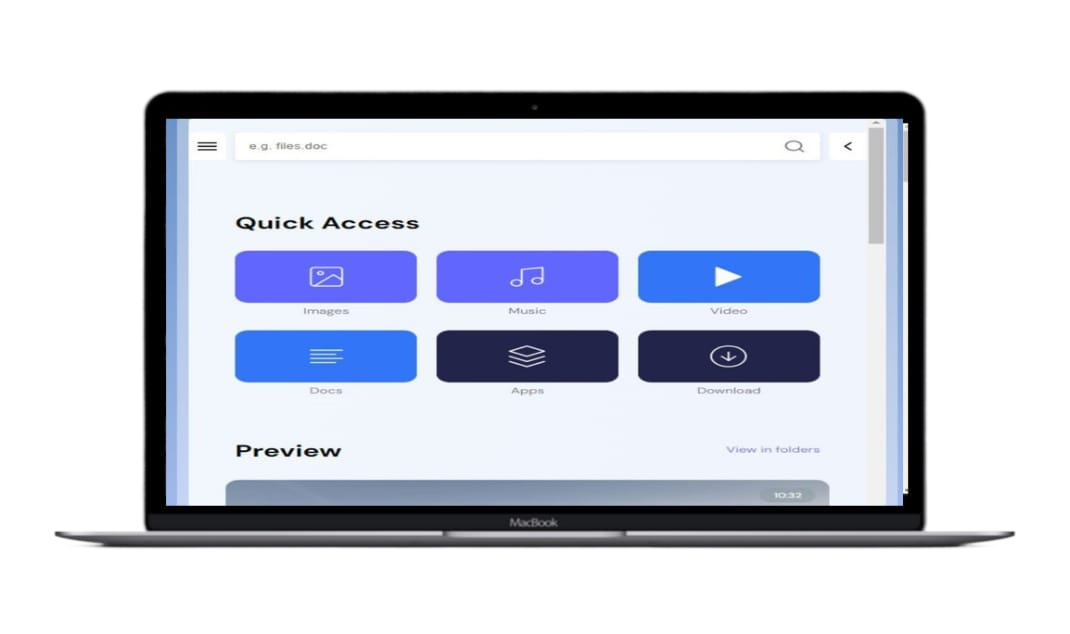 e.g. files.doc
Quick Access
Images Music Video
Docs Apps Download
Preview View in folders
10:32
MacBook